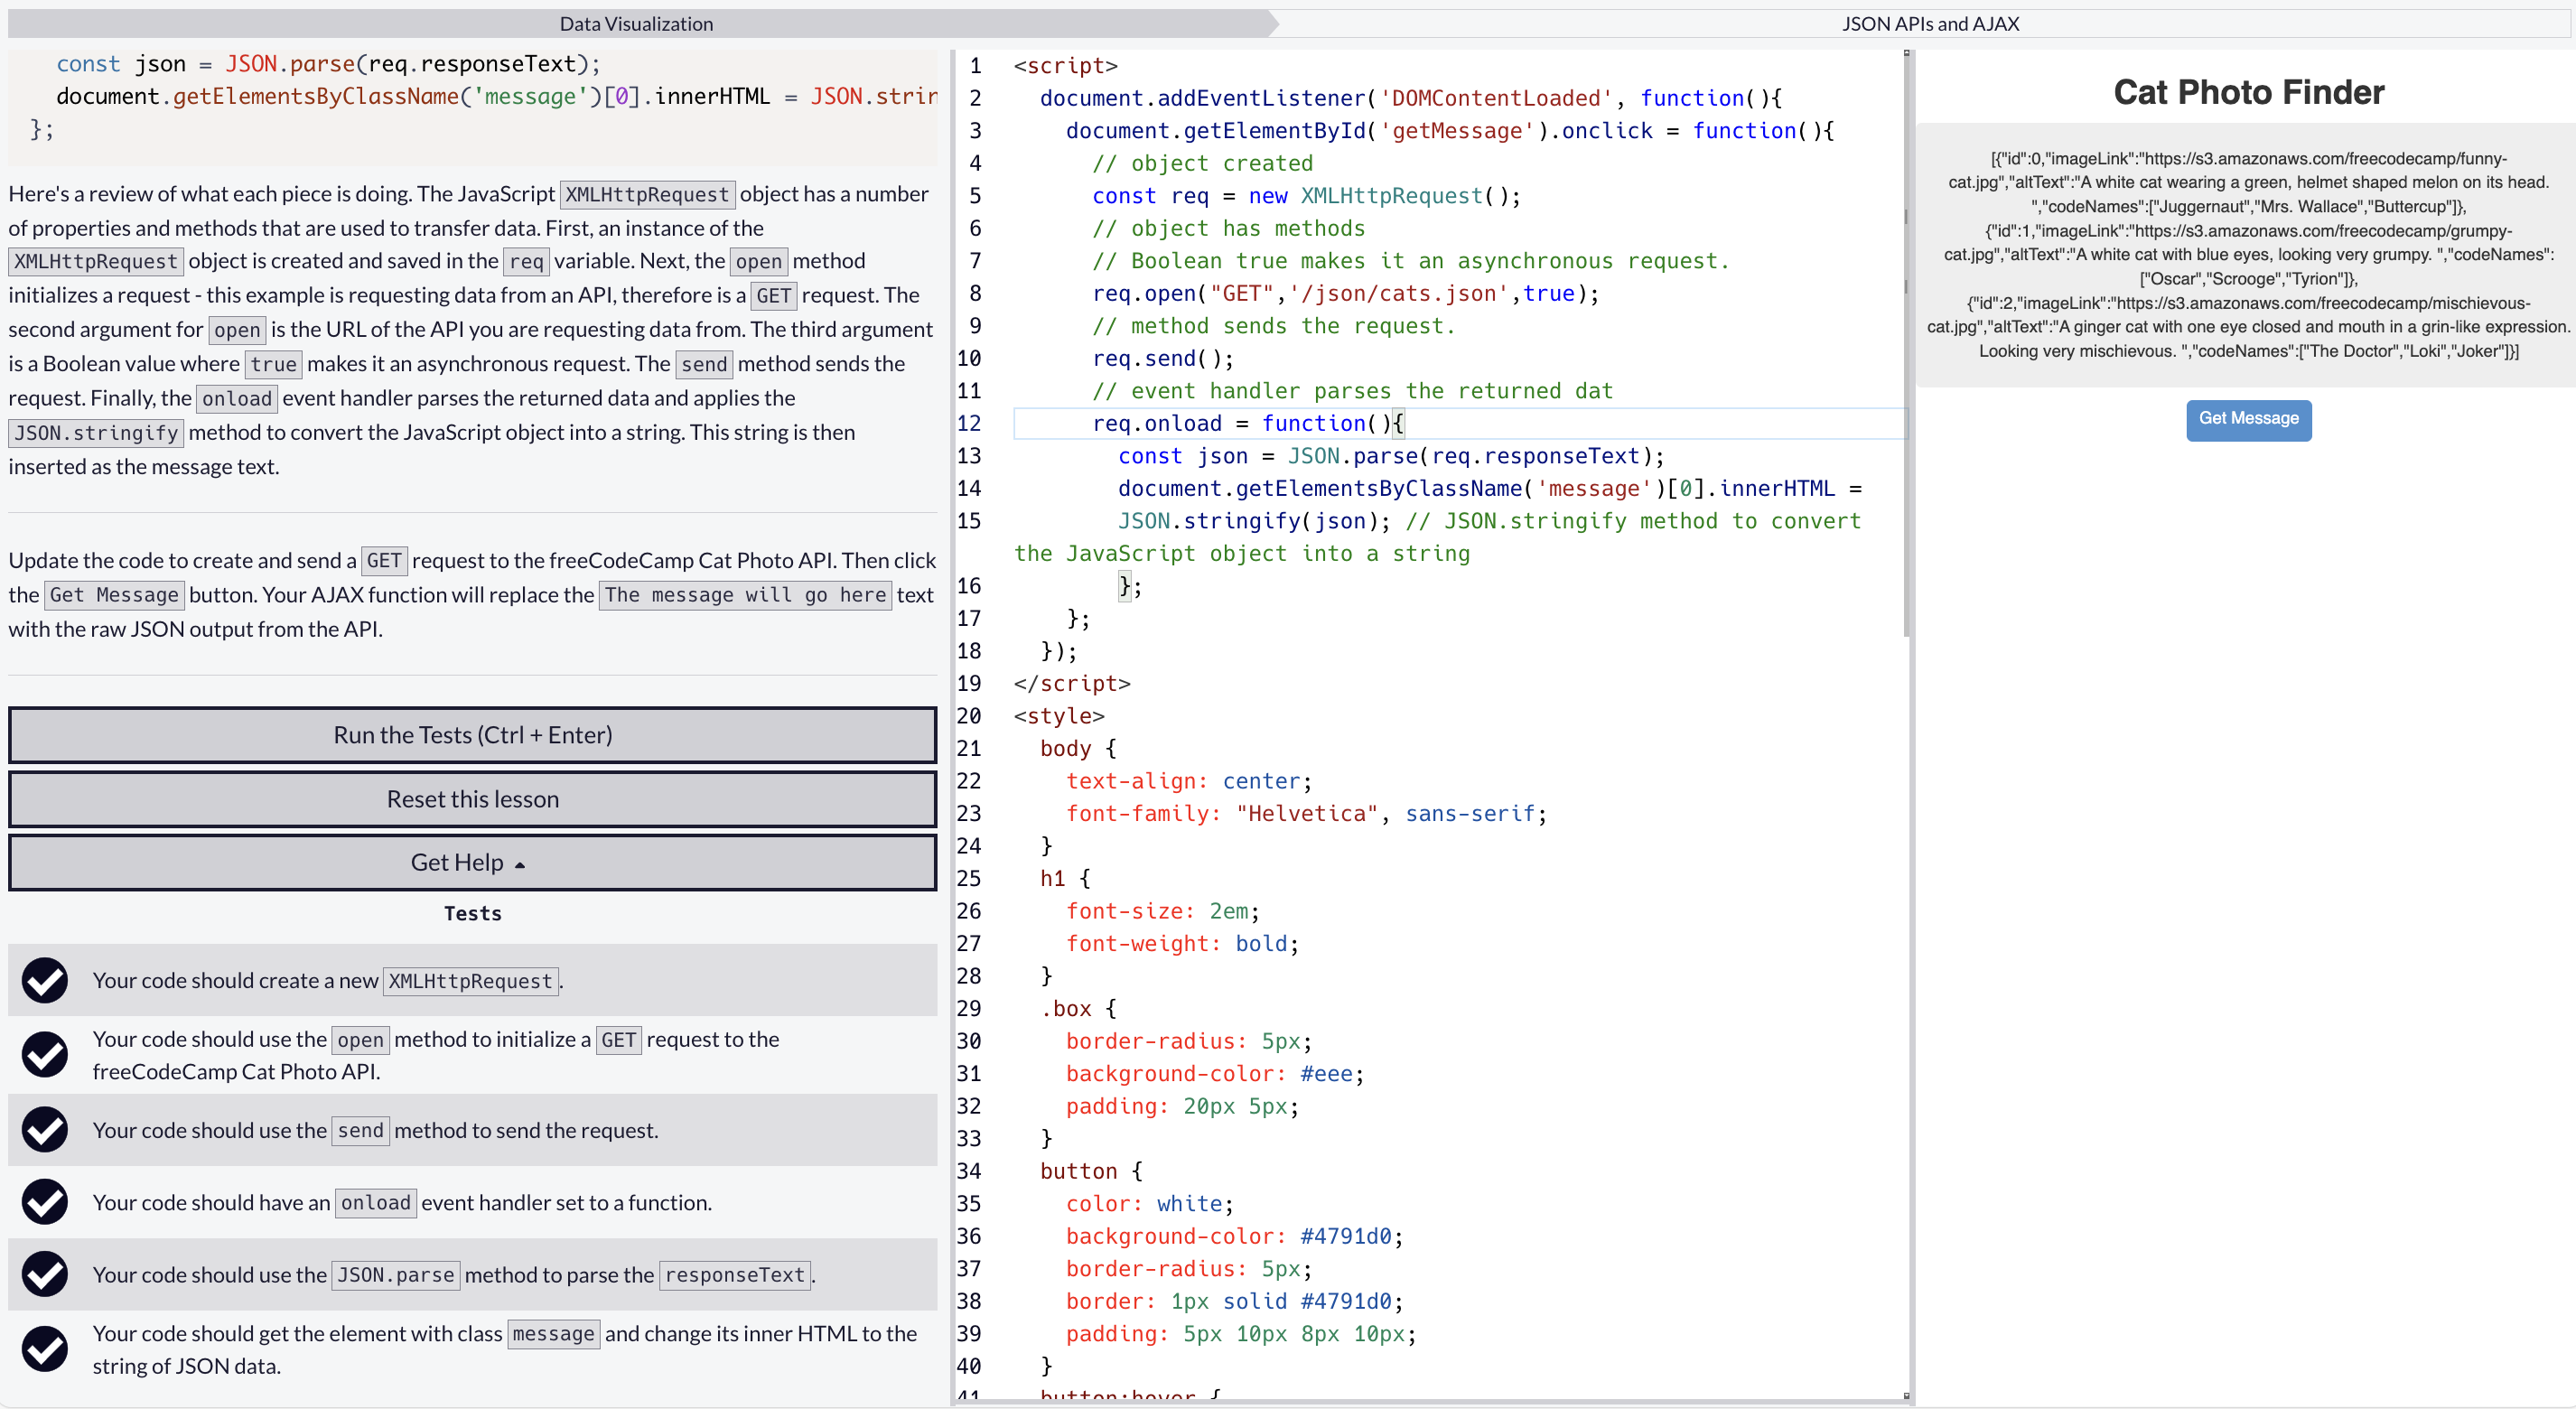 Data Visualization
JSON APIs and AJAX
const json = JSON.parse(req.responseText);
document.getElementsByClassName('message')[0].innerHTML = JSON.strin
};
Here's a review of what each piece is doing. The JavaScript XMLHttpRequest object has a number
of properties and methods that are used to transfer data. First, an instance of the
XMLHttpRequest object is created and saved in the req variable. Next, the open method
initializes a request - this example is requesting data from an API, therefore is a GET request. The
second argument for open is the URL of the API you are requesting data from. The third argument
is a Boolean value where true makes it an asynchronous request. The send method sends the
request. Finally, the onload event handler parses the returned data and applies the
JSON.stringify method to convert the JavaScript object into a string. This string is then
inserted as the message text.
Update the code to create and send a GET request to the freeCodeCamp Cat Photo API. Then click
the Get Message button. Your AJAX function will replace the The message will go here text
with the raw JSON output from the API.
Run the Tests (Ctrl + Enter)
Reset this lesson
Get Help
Tests
Your code should create a new XMLHttpRequest.
Your code should use the open method to initialize a GET request to the
freeCodeCamp Cat Photo API.
Your code should use the send method to send the request.
Your code should have an onload event handler set to a function.
Your code should use the JSON.parse method to parse the responseText.
Your code should get the element with class message and change its inner HTML to the
string of JSON data.
1 <script>
2 document.addEventListener('DOMContentLoaded', function(){
3 document.getElementById('getMessage').onclick = function(){
4 // object created
5 const req = new XMLHttpRequest();
6 // object has methods
7 // Boolean true makes it an asynchronous request.
8 req.open("GET",'/json/cats.json',true);
9 // method sends the request.
10 req.send();
11 // event handler parses the returned dat
12 req.onload = function(){
13 const json = JSON.parse(req.responseText);
14 document.getElementsByClassName('message')[0].innerHTML =
15 JSON.stringify(json); // JSON.stringify method to convert
the JavaScript object into a string
16 };
17 };
18 });
19 </script>
20 <style>
21 body {
22 text-align: center;
23 font-family: "Helvetica", sans-serif;
24 }
25 h1 {
26 font-size: 2em;
27 font-weight: bold;
28 }
29 .box {
30 border-radius: 5px;
31 background-color: #eee;
32 padding: 20px 5px;
33 }
34 button {
35 color: white;
36 background-color: #4791d0;
37 border-radius: 5px;
38 border: 1px solid #4791d0;
39 padding: 5px 10px 8px 10px;
40 }
41 button:hover {
Cat Photo Finder
[{"id":0,"imageLink":"https://s3.amazonaws.com/freecodecamp/funny-
cat.jpg","altText":"A white cat wearing a green, helmet shaped melon on its head.
","codeNames":["Juggernaut","Mrs. Wallace","Buttercup"]},
{"id":1,"imageLink":"https://s3.amazonaws.com/freecodecamp/grumpy-
cat.jpg","altText":"A white cat with blue eyes, looking very grumpy. ","codeNames":
["Oscar","Scrooge","Tyrion"]},
{"id":2,"imageLink":"https://s3.amazonaws.com/freecodecamp/mischievous-
cat.jpg","altText":"A ginger cat with one eye closed and mouth in a grin-like expression.
Looking very mischievous. ","codeNames":["The Doctor","Loki","Joker"]}]
Get Message